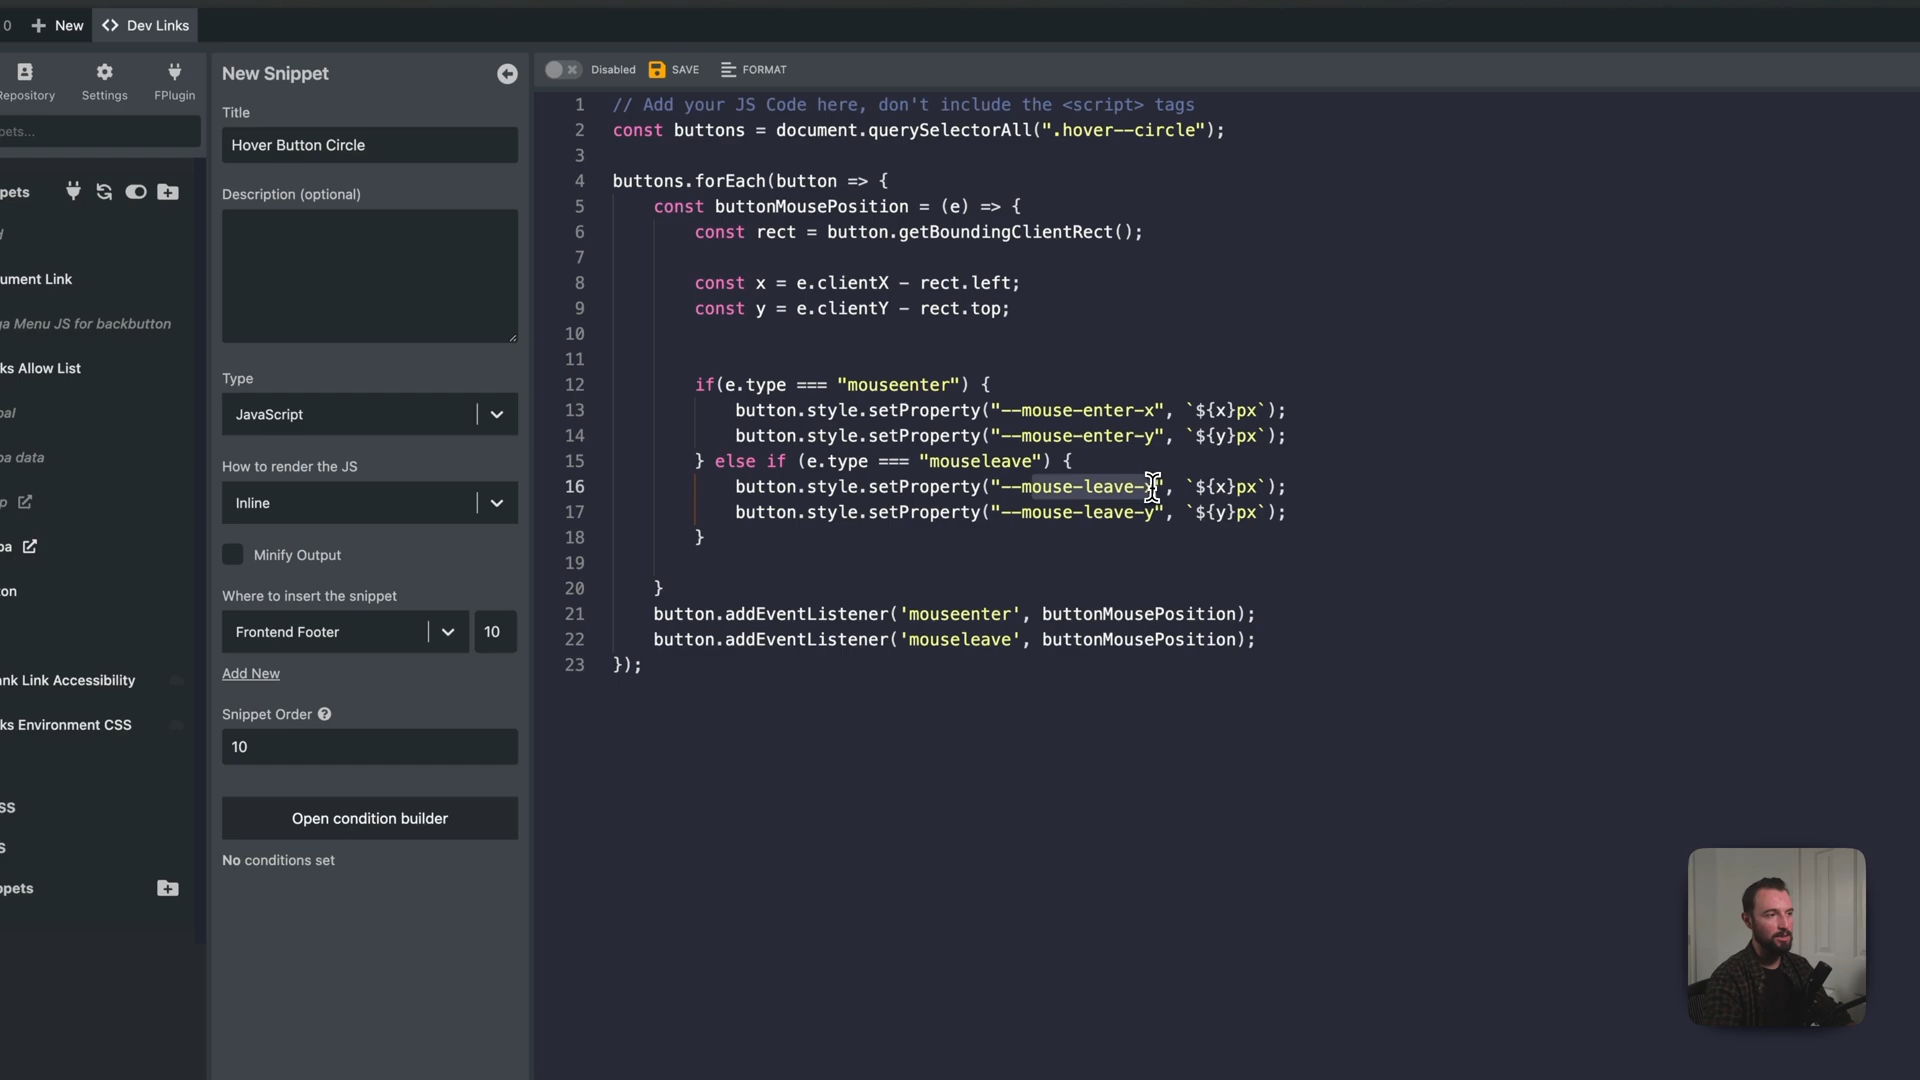 0 New Dev Links
Repository Settings FPlugin
pets...
ppets
d
ument Link
ga Menu JS for backbutton
ks Allow List
pal
pa data
p
pa
ton
ank Link Accessibility
ks Environment CSS
SS
S
ppets
New Snippet
Title
Hover Button Circle
Description (optional)
Type
JavaScript
How to render the JS
Inline
Minify Output
Where to insert the snippet
Frontend Footer 10
Add New
Snippet Order ?
10
Open condition builder
No conditions set
Disabled SAVE FORMAT
1 // Add your JS Code here, don't include the <script> tags
2 const buttons = document.querySelectorAll(".hover--circle");
3
4 buttons.forEach(button => {
5 const buttonMousePosition = (e) => {
6 const rect = button.getBoundingClientRect();
7
8 const x = e.clientX - rect.left;
9 const y = e.clientY - rect.top;
10
11
12 if(e.type === "mouseenter") {
13 button.style.setProperty("--mouse-enter-x", `${x}px`);
14 button.style.setProperty("--mouse-enter-y", `${y}px`);
15 } else if (e.type === "mouseleave") {
16 button.style.setProperty("--mouse-leave-x", `${x}px`);
17 button.style.setProperty("--mouse-leave-y", `${y}px`);
18 }
19
20 }
21 button.addEventListener('mouseenter', buttonMousePosition);
22 button.addEventListener('mouseleave', buttonMousePosition);
23 });